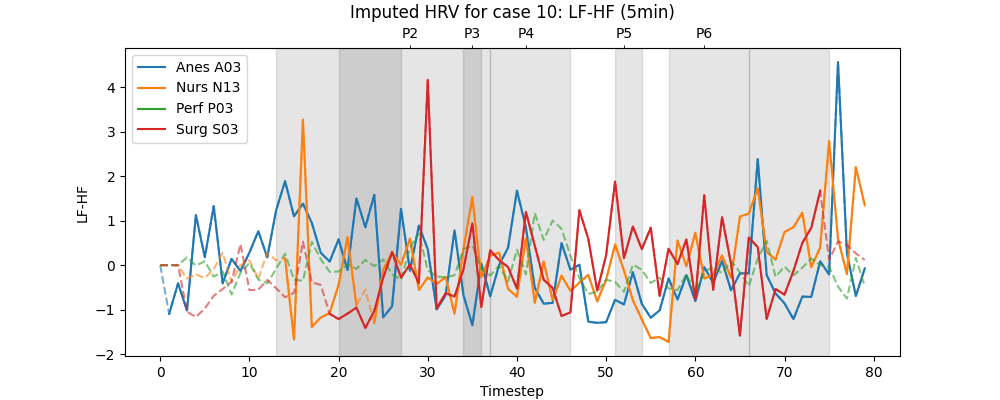 Imputed HRV for case 10: LF-HF (5min)
P2 P3 P4 P5 P6
Anes A03
Nurs N13
Perf P03
Surg S03
4
3
2
1
0
−1
−2
LF-HF
0 10 20 30 40 50 60 70 80
Timestep